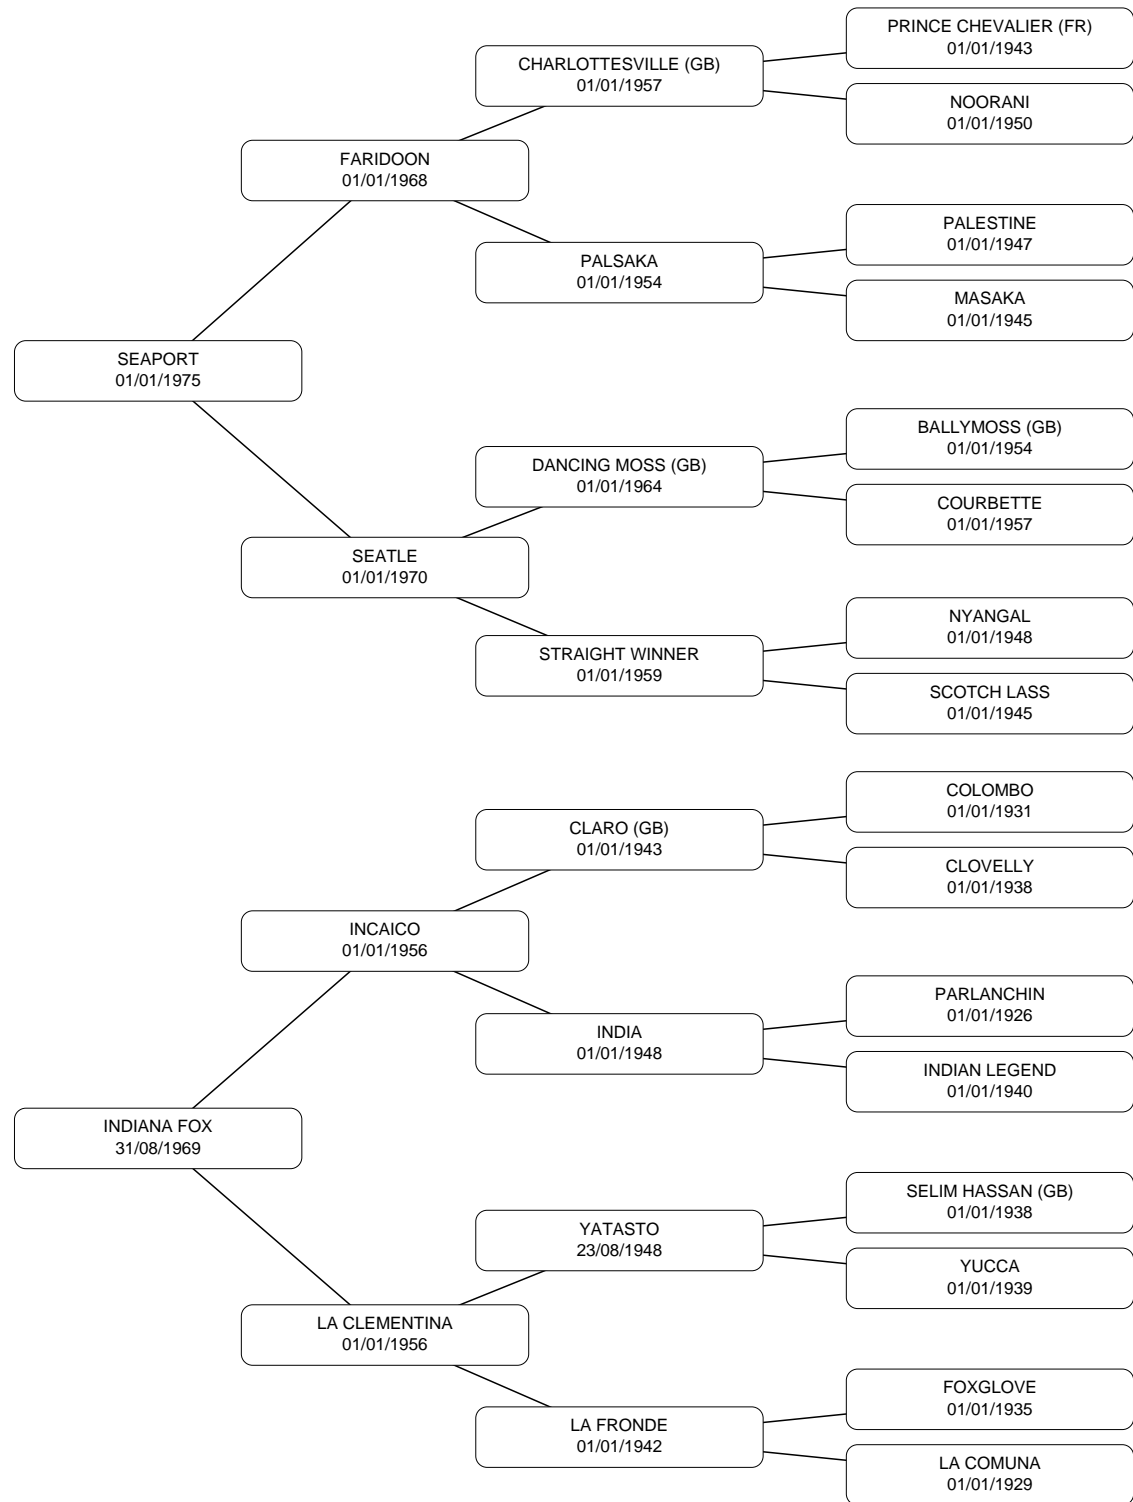 PRINCE CHEVALIER (FR)
01/01/1943
CHARLOTTESVILLE (GB)
01/01/1957
NOORANI
01/01/1950
FARIDOON
01/01/1968
PALESTINE
01/01/1947
PALSAKA
01/01/1954
MASAKA
01/01/1945
SEAPORT
01/01/1975
BALLYMOSS (GB)
01/01/1954
DANCING MOSS (GB)
01/01/1964
COURBETTE
01/01/1957
SEATLE
01/01/1970
NYANGAL
01/01/1948
STRAIGHT WINNER
01/01/1959
SCOTCH LASS
01/01/1945
COLOMBO
01/01/1931
CLARO (GB)
01/01/1943
CLOVELLY
01/01/1938
INCAICO
01/01/1956
PARLANCHIN
01/01/1926
INDIA
01/01/1948
INDIAN LEGEND
01/01/1940
INDIANA FOX
31/08/1969
SELIM HASSAN (GB)
01/01/1938
YATASTO
23/08/1948
YUCCA
01/01/1939
LA CLEMENTINA
01/01/1956
FOXGLOVE
01/01/1935
LA FRONDE
01/01/1942
LA COMUNA
01/01/1929